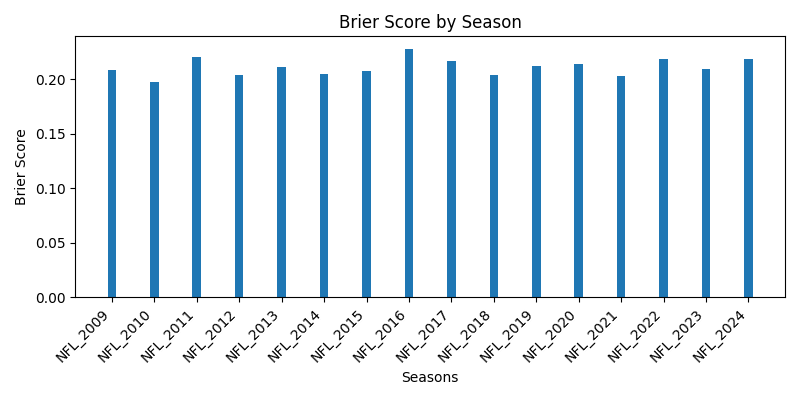 Brier Score by Season
Brier Score
0.20
0.15
0.10
0.05
0.00
NFL_2009
NFL_2010
NFL_2011
NFL_2012
NFL_2013
NFL_2014
NFL_2015
NFL_2016
NFL_2017
NFL_2018
NFL_2019
NFL_2020
NFL_2021
NFL_2022
NFL_2023
NFL_2024
Seasons